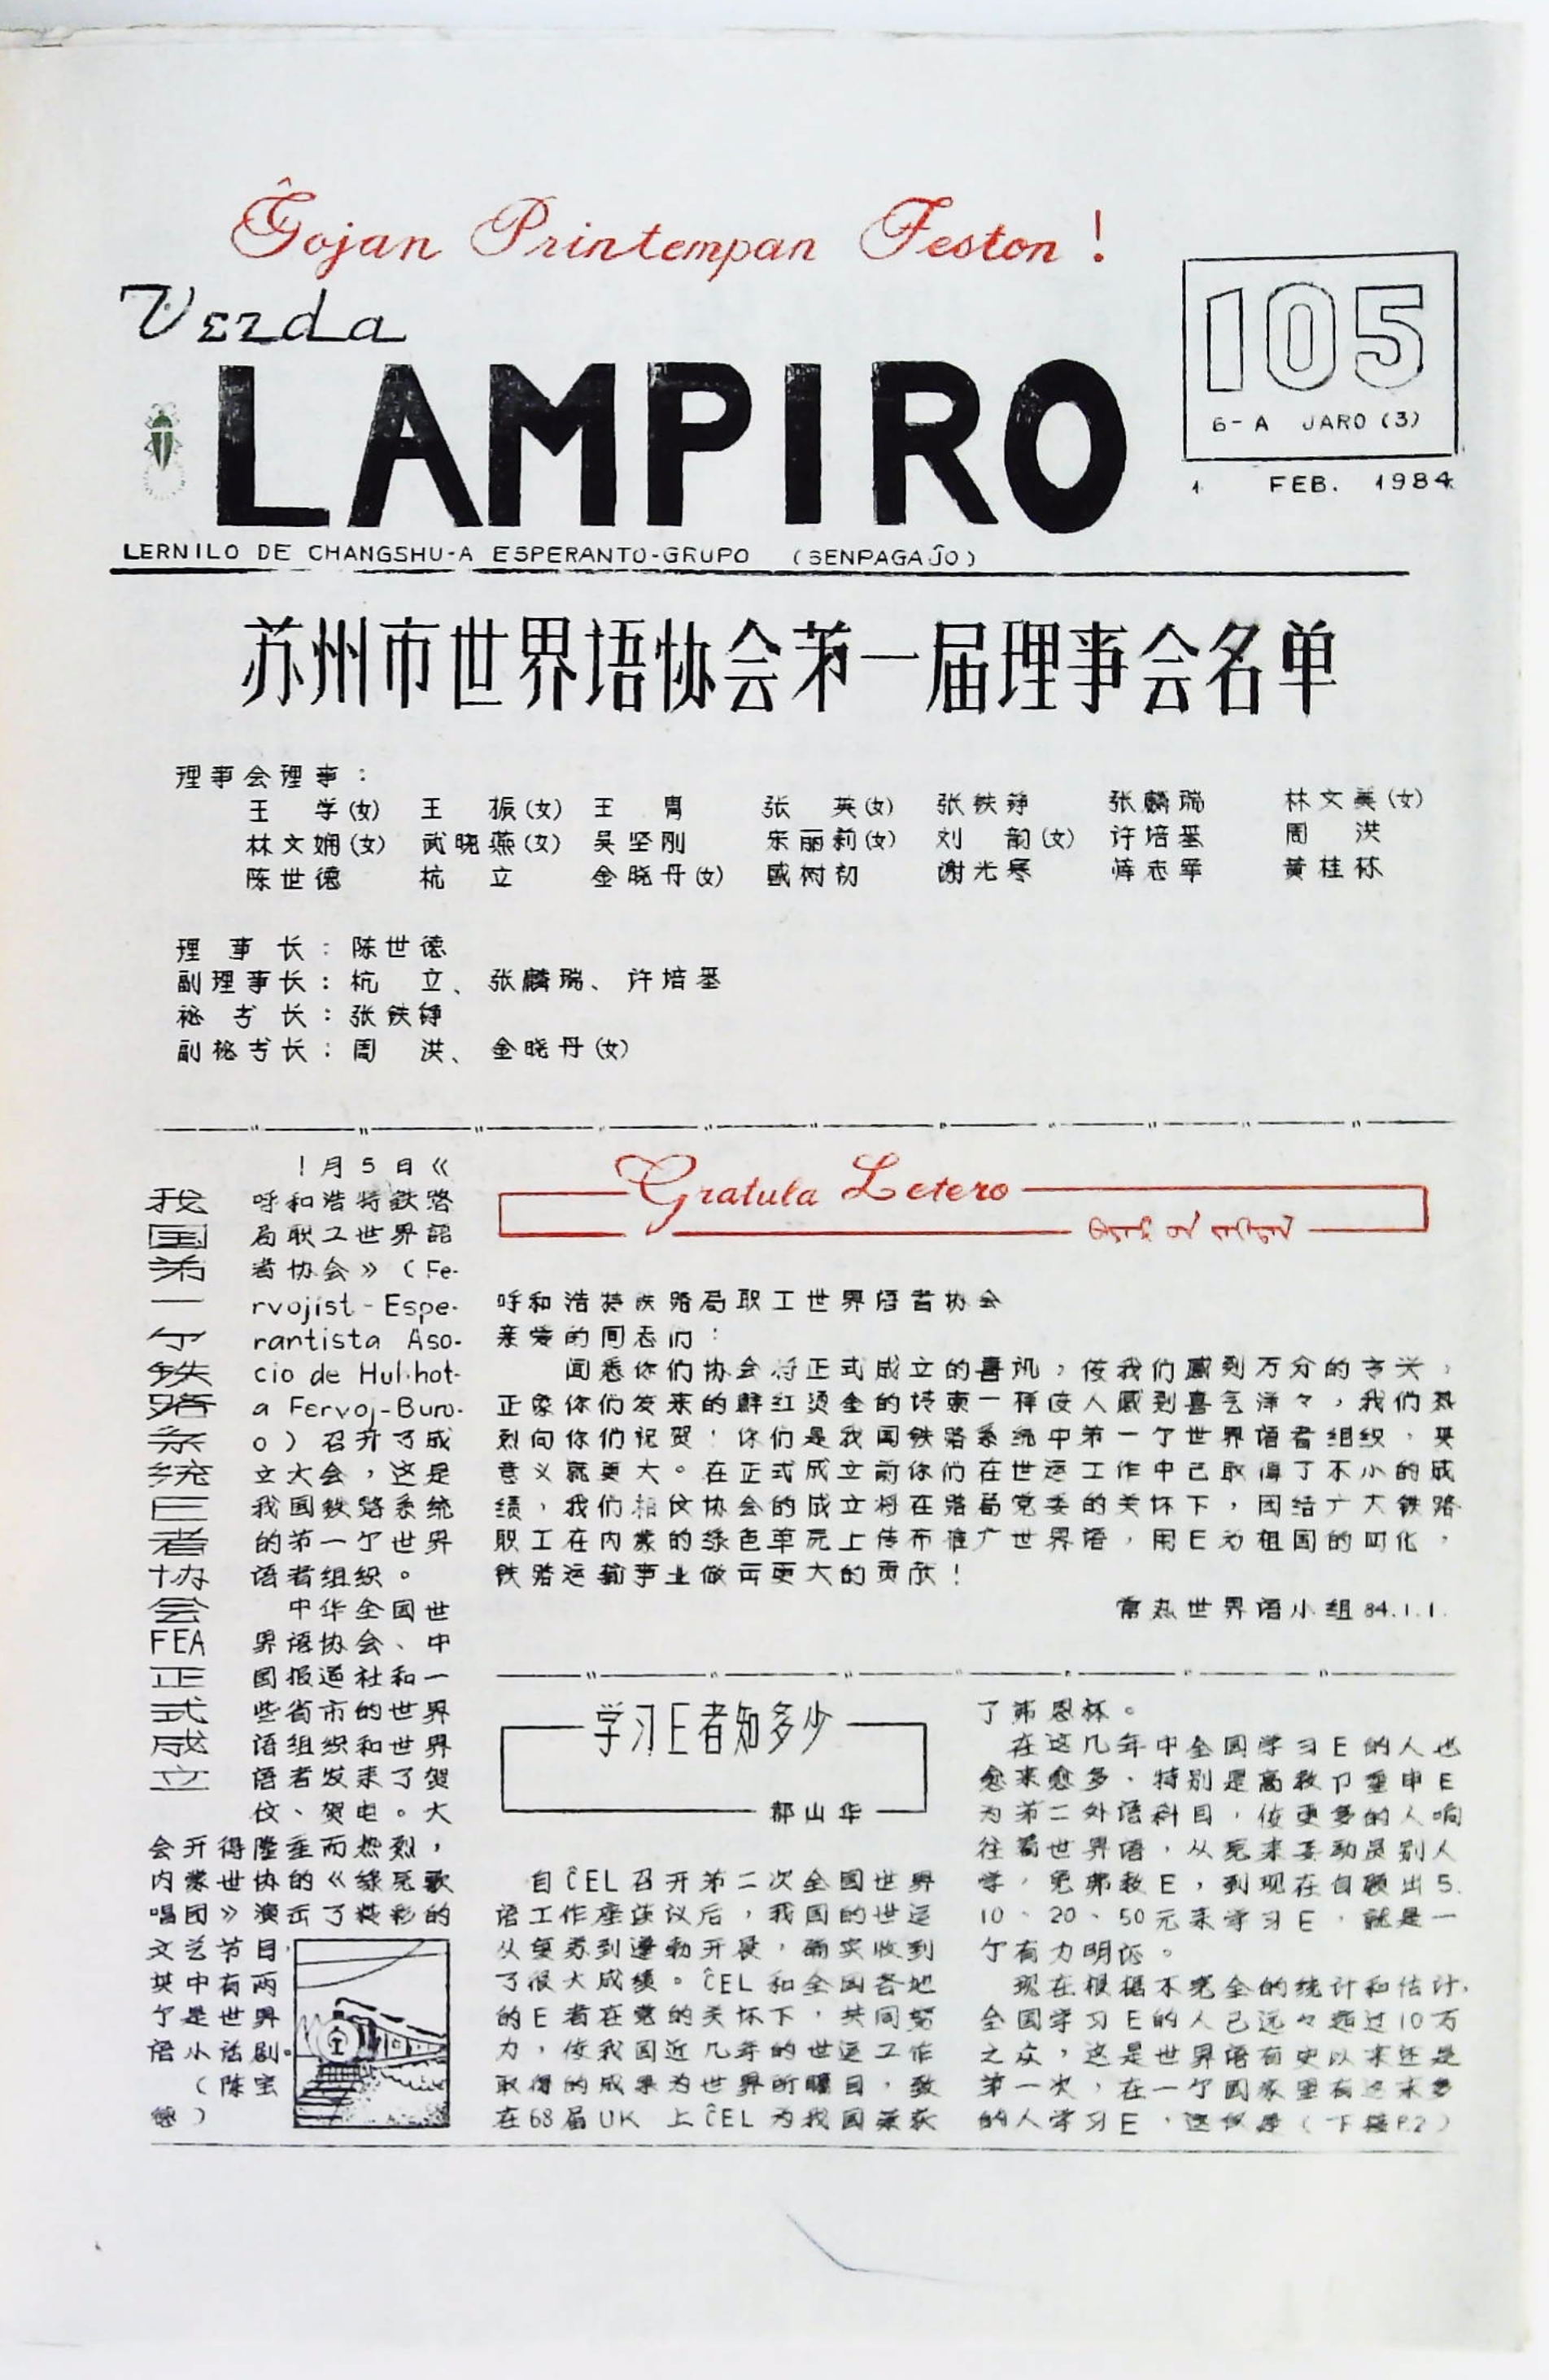 Ĝojan Printempan Feston !
Verda
LAMPIRO
105
6-A JARO (3)
1 FEB. 1984
LERNILO DE CHANGSHU-A ESPERANTO-GRUPO (SENPAGAĴO)
苏州市世界语协会第一届理事会名单
理事会理事：
王 学(女) 王 振(女) 王 胄 张 英(女) 张铁铮 张麟瑞 林文美(女)
林文娴(女) 武晓燕(女) 吴坚刚 朱丽莉(女) 刘 韵(女) 许培基 周 洪
陈世德 杭 立 金晓丹(女) 盛树初 谢光寒 蒋志军 黄桂林
理 事 长：陈世德
副理事长：杭 立、张麟瑞、许培基
秘 书 长：张铁铮
副秘书长：周 洪、金晓丹(女)
我国第一个铁路系统E者协会FEA正式成立
1月5日《
呼和浩特铁路
局职工世界语
者协会》(Fe-
rvojist-Espe-
rantista Aso-
cio de Huhhot-
a Fervoj-Buro-
o)召开了成
立大会，这是
我国铁路系统
的第一个世界
语者组织。
中华全国世
界语协会、中
国报道社和一
些省市的世界
语组织和世界
语者发来了贺
仪、贺电。大
会开得隆重而热烈，
内蒙世协的《绿苑歌
唱团》演出了精彩的
文艺节目，
其中有两
个是世界
语小话剧。
（陈宝
）
Gratula Letero
呼和浩特铁路局职工世界语者协会
亲爱的同志们：
闻悉你们协会将正式成立的喜讯，使我们感到万分的高兴，
正象你们发来的鲜红烫金的请柬一样使人感到喜气洋々，我们热
烈向你们祝贺！你们是我国铁路系统中第一个世界语者组织，其
意义就更大。在正式成立前你们在世运工作中已取得了不小的成
绩，我们相仪协会的成立将在路局党委的关怀下，团结广大铁路
职工在内蒙的绿色草原上传布推广世界语，用E为祖国的四化，
铁路运输事业做出更大的贡献！
常熟世界语小组84.1.1.
学习E者知多少
郁山华
自ĈEL召开第二次全国世界
语工作座谈议后，我国的世运
从复苏到蓬勃开展，确实收到
了很大成绩。ĈEL和全国各地
的E者在党的关怀下，共同努
力，使我国近几年的世运工作
取得的成果为世界所瞩目，致
在68届UK上ĈEL为我国荣获
了弗恩杯。
在这几年中全国学习E的人也
愈来愈多，特别是高教卩重申E
为第二外语科目，使更多的人响
往着世界语，从原来要动员别人
学，免弗教E，到现在自愿出5、
10、20、50元来学习E，就是一
个有力明证。
现在根据不完全的统计和估计，
全国学习E的人已远々超过10万
之众，这是世界语有史以来还是
第一次，在一个国家里有这末多
的人学习E，这仅是（下接P.2）